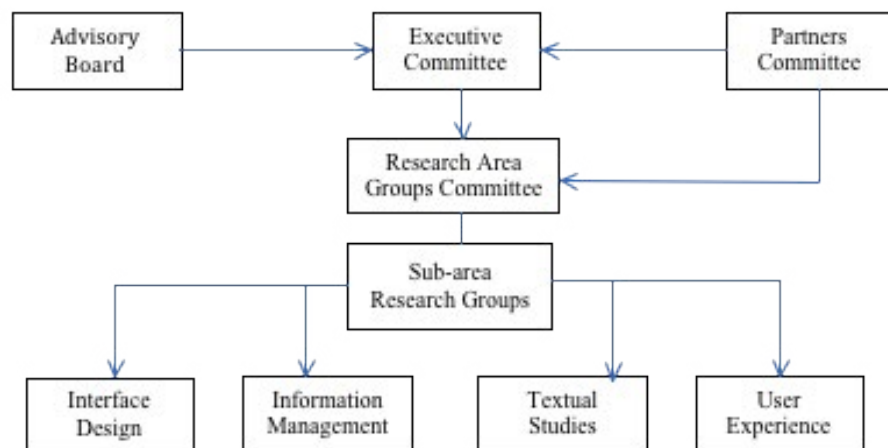 Advisory
Board
Executive
Committee
Partners
Committee
Research Area
Groups Committee
Sub-area
Research Groups
Interface
Design
Information
Management
Textual
Studies
User
Experience